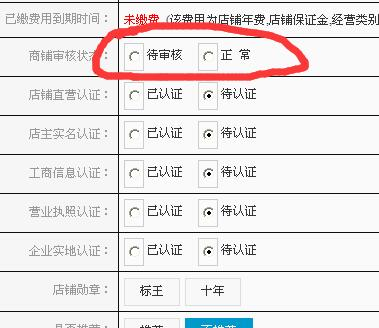 已缴费用到期时间： 未缴费 (该费用为店铺年费,店铺保证金,经营类别
商铺审核状态： 待审核 正 常
店铺直营认证： 已认证 待认证
店主实名认证： 已认证 待认证
工商信息认证： 已认证 待认证
营业执照认证： 已认证 待认证
企业实地认证： 已认证 待认证
店铺勋章： 标王 十年